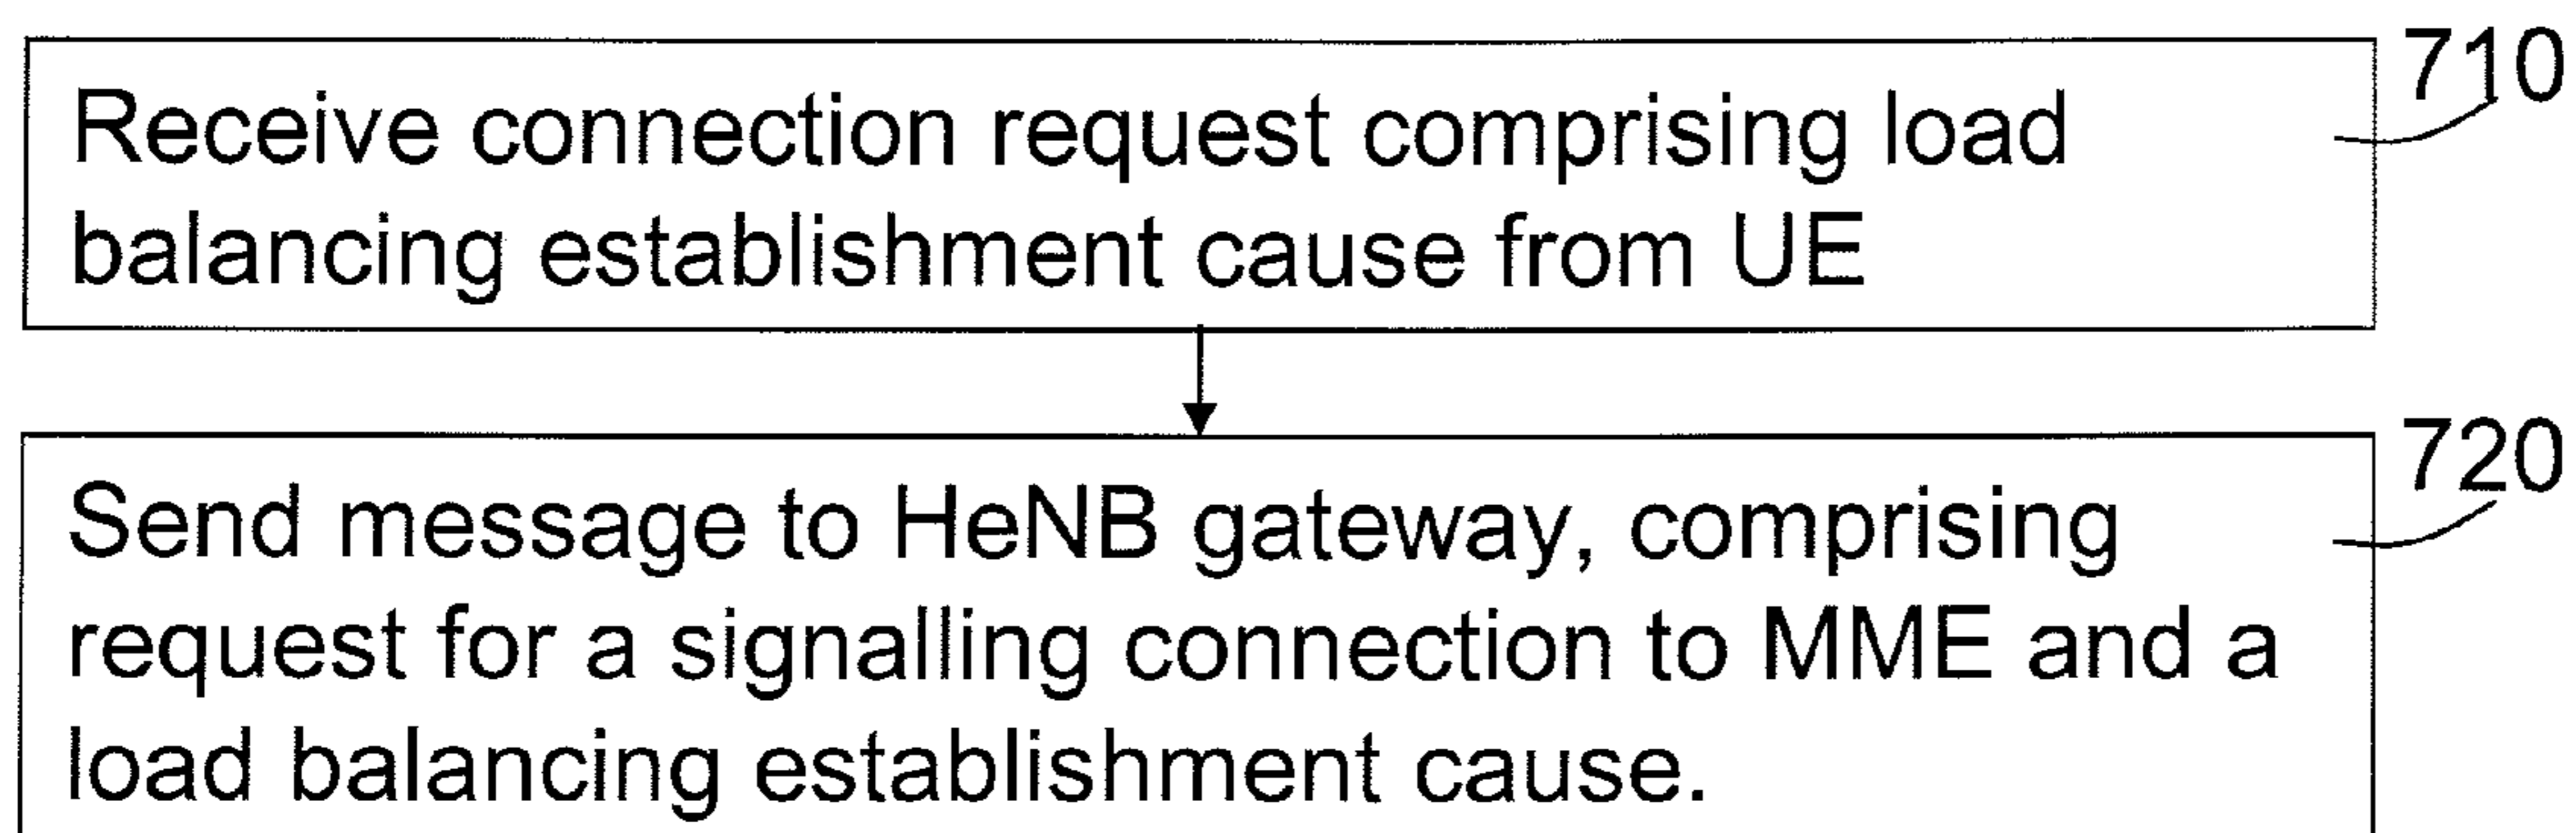 710
Receive connection request comprising load
balancing establishment cause from UE
720
Send message to HeNB gateway, comprising
request for a signalling connection to MME and a
load balancing establishment cause.